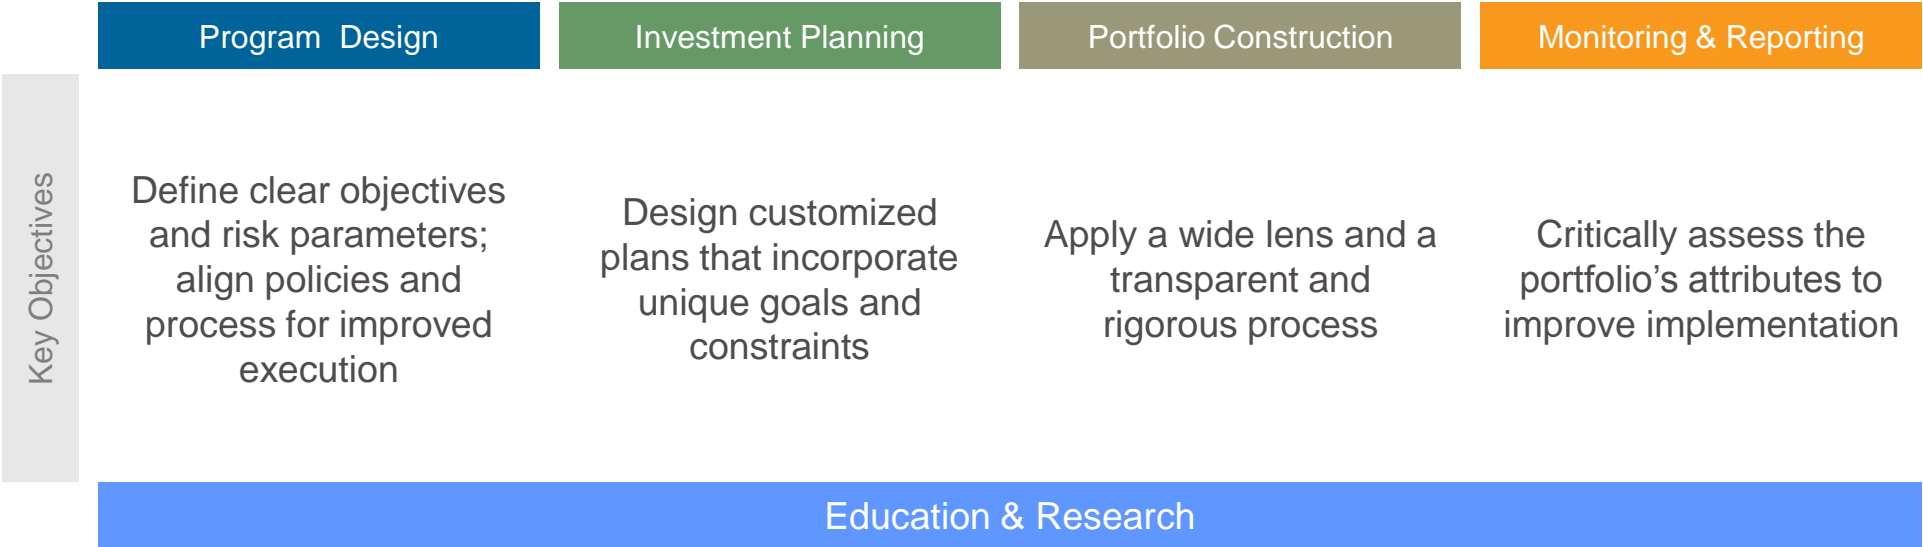 Program  Design
Investment Planning
Portfolio Construction
Monitoring & Reporting
Key Objectives
Define clear objectives
and risk parameters;
align policies and
process for improved
execution
Design customized
plans that incorporate
unique goals and
constraints
Apply a wide lens and a
transparent and
rigorous process
Critically assess the
portfolio’s attributes to
improve implementation
Education & Research